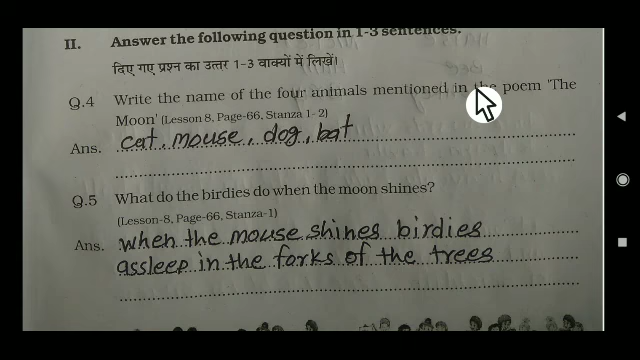 II. Answer the following question in 1-3 sentences.
दिए गए प्रश्न का उत्तर 1-3 वाक्यों में लिखें।
Q.4 Write the name of the four animals mentioned in the poem 'The
Moon' (Lesson 8, Page-66, Stanza 1-2)
Ans. cat, mouse, dog, bat
Q.5 What do the birdies do when the moon shines?
(Lesson-8, Page-66, Stanza-1)
Ans. when the mouse shines birdies
assleep in the forks of the trees